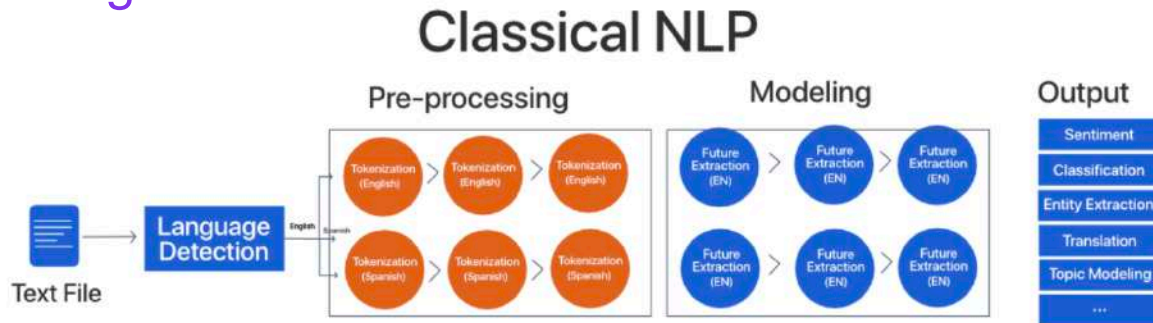 Classical NLP
Pre-processing
Modeling
Output
Text File
Language
Detection
English
Spanish
Tokenization
(English)
Tokenization
(English)
Tokenization
(English)
Tokenization
(Spanish)
Tokenization
(Spanish)
Tokenization
(Spanish)
Future
Extraction
(EN)
Future
Extraction
(EN)
Future
Extraction
(EN)
Future
Extraction
(EN)
Future
Extraction
(EN)
Future
Extraction
(EN)
Sentiment
Classification
Entity Extraction
Translation
Topic Modeling
...